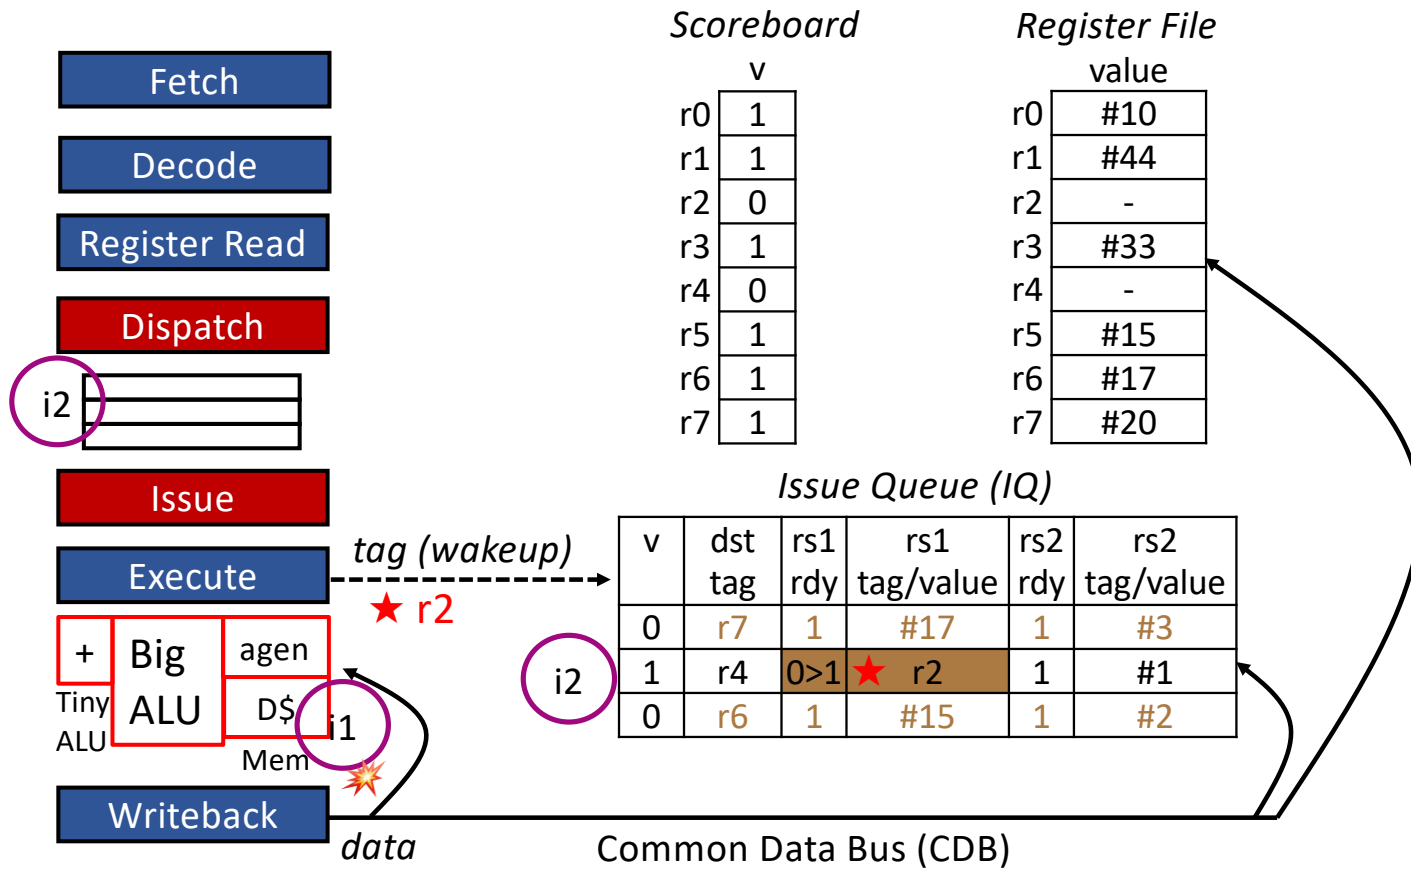 Scoreboard
v
r0 1
r1 1
r2 0
r3 1
r4 0
r5 1
r6 1
r7 1
Register File
value
r0 #10
r1 #44
r2 -
r3 #33
r4 -
r5 #15
r6 #17
r7 #20
Fetch
Decode
Register Read
Dispatch
i2
Issue
Execute
tag (wakeup)
★ r2
+
Tiny
ALU
Big
ALU
agen
D$
Mem
i1
Writeback
data
Common Data Bus (CDB)
Issue Queue (IQ)
v dst tag rs1 rdy rs1 tag/value rs2 rdy rs2 tag/value
0 r7 1 #17 1 #3
i2
1 r4 0>1 ★ r2 1 #1
0 r6 1 #15 1 #2